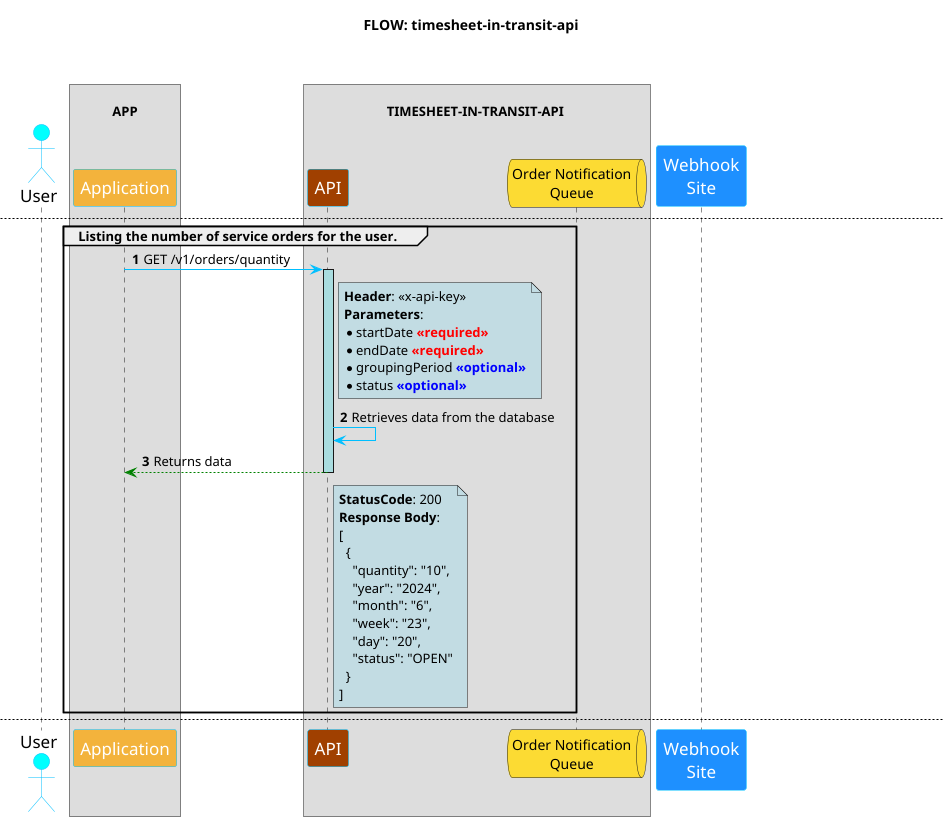 FLOW: timesheet-in-transit-api
APP
TIMESHEET-IN-TRANSIT-API
User
Application
API
Order Notification
Queue
Webhook
Site
Listing the number of service orders for the user.
1 GET /v1/orders/quantity
Header: «x-api-key»
Parameters:
• startDate «required»
• endDate «required»
• groupingPeriod «optional»
• status «optional»
2 Retrieves data from the database
3 Returns data
StatusCode: 200
Response Body:
[
{
"quantity": "10",
"year": "2024",
"month": "6",
"week": "23",
"day": "20",
"status": "OPEN"
}
]
User
Application
API
Order Notification
Queue
Webhook
Site